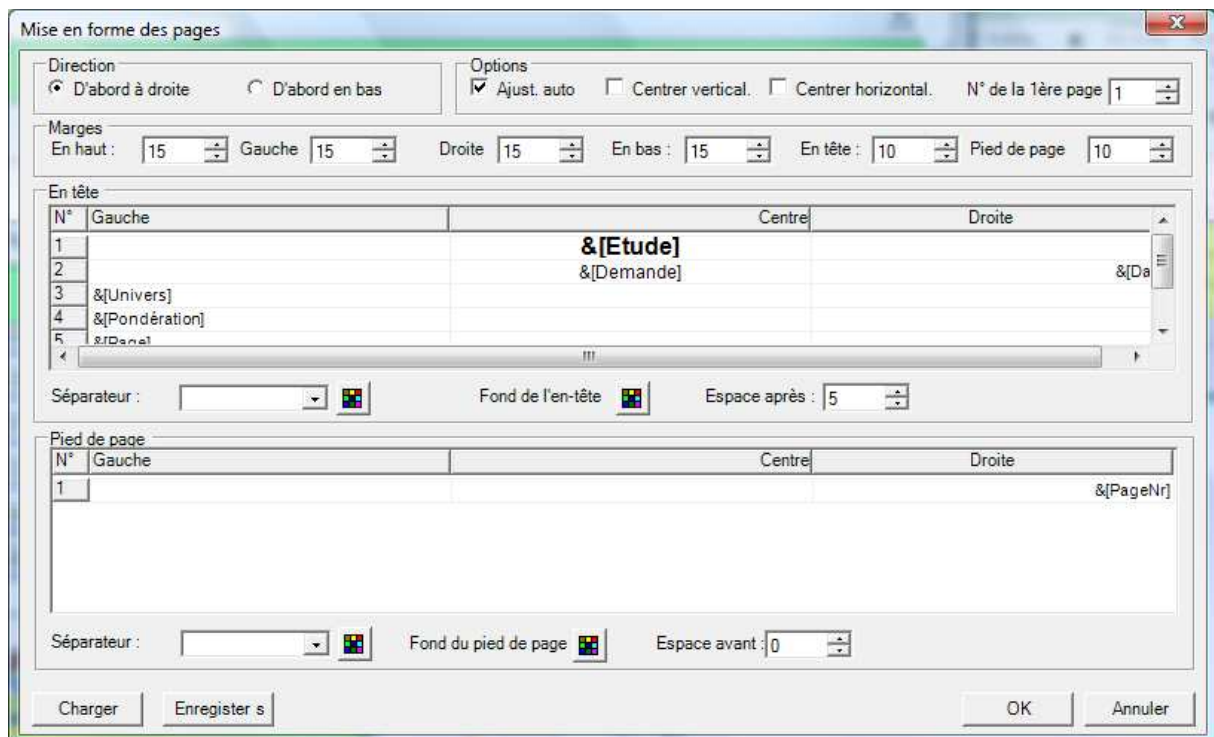 Mise en forme des pages
Direction
D'abord à droite D'abord en bas
Options
Ajust. auto Centrer vertical. Centrer horizontal. N° de la 1ère page 1
Marges
En haut : 15 Gauche 15 Droite 15 En bas : 15 En tête : 10 Pied de page 10
En tête
N° Gauche Centre Droite
1 &[Etude]
2 &[Demande] &[Da
3 &[Univers]
4 &[Pondération]
5 &[Page]
Séparateur : Fond de l'en-tête Espace après : 5
Pied de page
N° Gauche Centre Droite
1 &[PageNr]
Séparateur : Fond du pied de page Espace avant : 0
Charger Enregister s OK Annuler